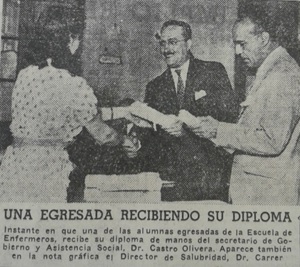 UNA EGRESADA RECIBIENDO SU DIPLOMA
Instante en que una de las alumnas egresadas de la Escuela de
Enfermeros, recibe su diploma de manos del secretario de Go-
bierno y Asistencia Social, Dr. Castro Olivera. Aparece también
en la nota gráfica el Director de Salubridad, Dr. Carrer